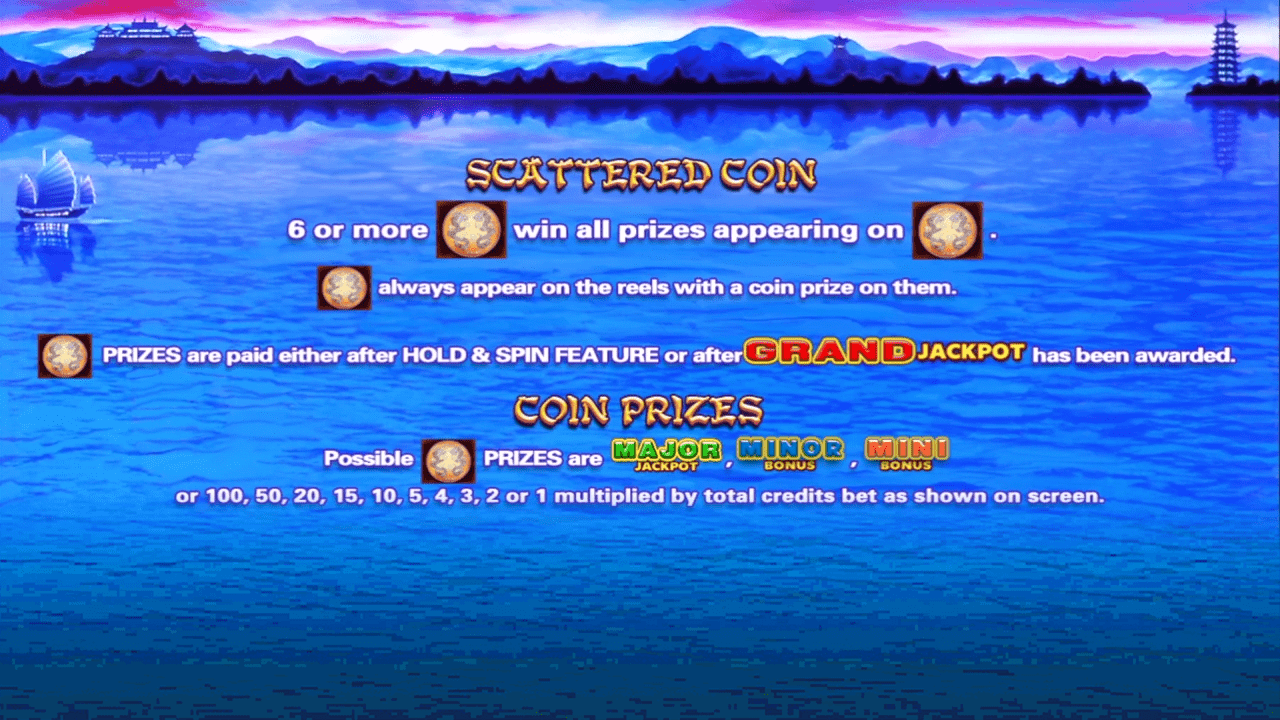 SCATTERED COIN
6 or more win all prizes appearing on .
always appear on the reels with a coin prize on them.
PRIZES are paid either after HOLD & SPIN FEATURE or after GRAND JACKPOT has been awarded.
COIN PRIZES
Possible PRIZES are MAJOR JACKPOT , MINOR BONUS , MINI BONUS
or 100, 50, 20, 15, 10, 5, 4, 3, 2 or 1 multiplied by total credits bet as shown on screen.